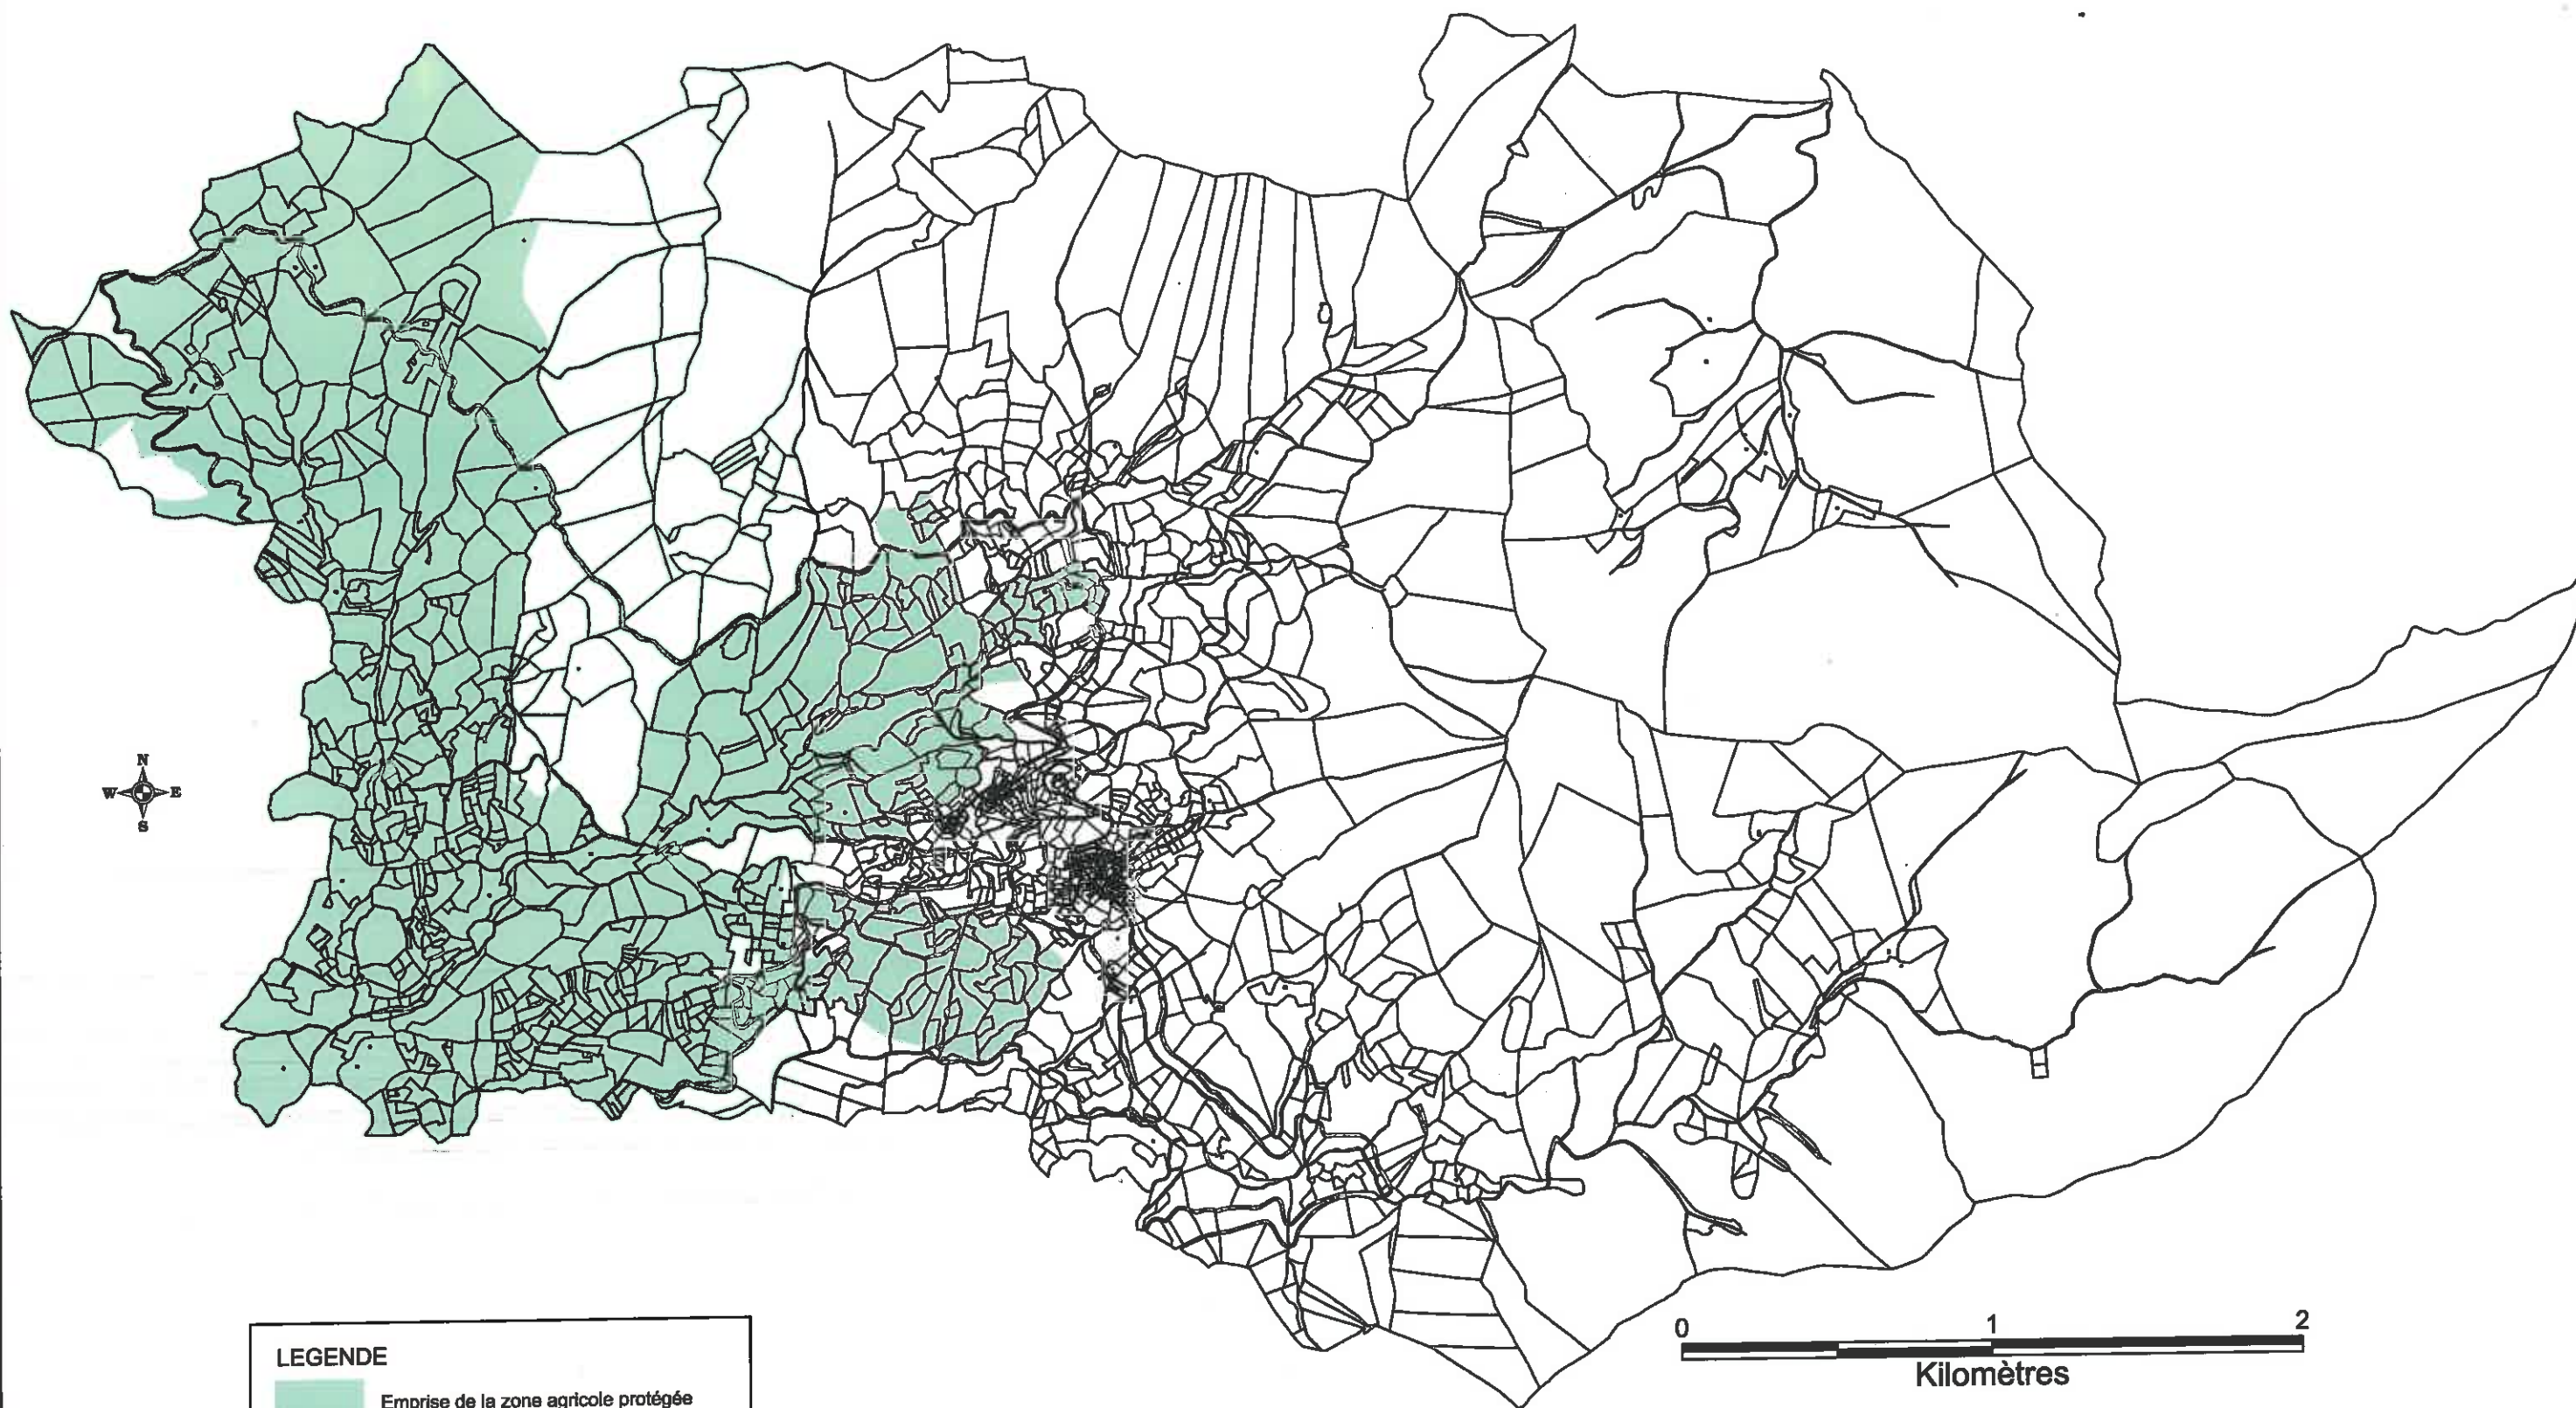 N
W E
S
LEGENDE
Emprise de la zone agricole protégée
0 1 2
Kilomètres